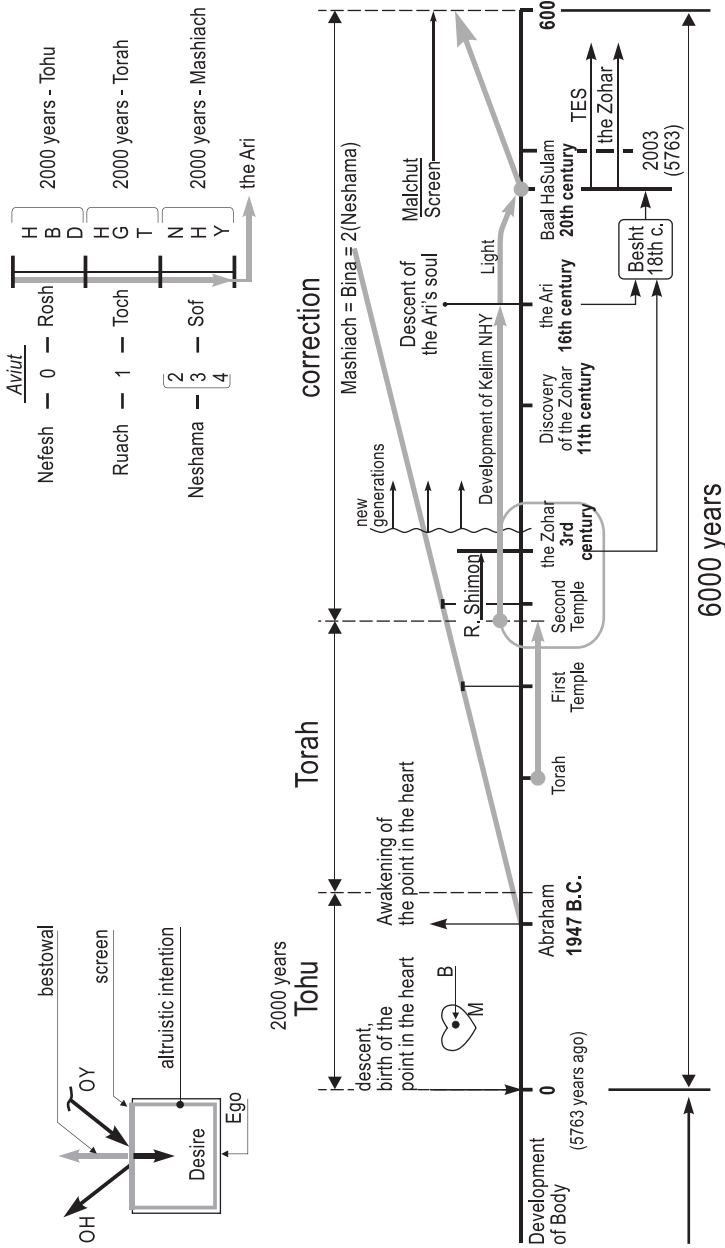 bestowal
screen
altruistic intention
OH
OY
Desire
Ego
Aviut
Nefesh — 0 — Rosh
Ruach — 1 — Toch
Neshama — 2
3 — Sof
4
H
B
D
H
G
T
N
H
Y
2000 years - Tohu
2000 years - Torah
2000 years - Mashiach
the Ari
2000 years
Tohu
Torah
correction
descent,
birth of the
point in the heart
B
M
Awakening of
the point in the heart
Mashiach = Bina = 2(Neshama)
new
generations
R. Shimon
Development of Kelim NHY
Descent of
the Ari's soul
Light
Malchut
Screen
Development
of Body
0
(5763 years ago)
Abraham
1947 B.C.
Torah
First
Temple
Second
Temple
the Zohar
3rd
century
Discovery
of the Zohar
11th century
the Ari
16th century
Baal HaSulam
20th century
600
Besht
18th c.
TES
the Zohar
2003
(5763)
6000 years